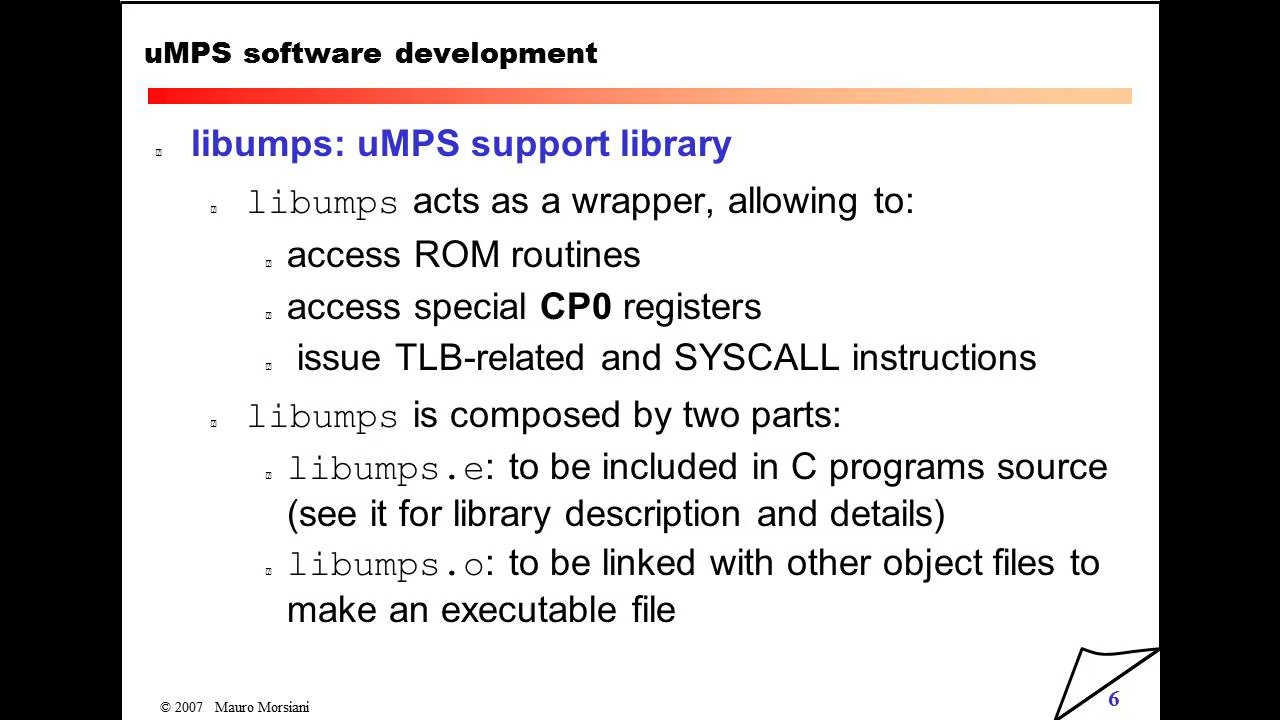 uMPS software development
libumps: uMPS support library
libumps acts as a wrapper, allowing to:
access ROM routines
access special CP0 registers
issue TLB-related and SYSCALL instructions
libumps is composed by two parts:
libumps.e: to be included in C programs source
(see it for library description and details)
libumps.o: to be linked with other object files to
make an executable file
© 2007 Mauro Morsiani
6